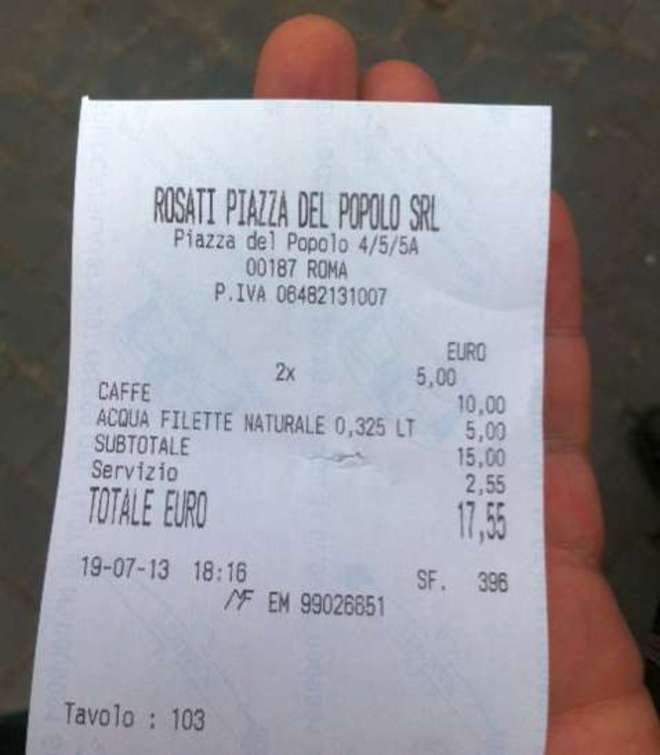 ROSATI PIAZZA DEL POPOLO SRL
Piazza del Popolo 4/5/5A
00187 ROMA
P.IVA 06482131007
EURO
2x 5,00
CAFFE 10,00
ACQUA FILETTE NATURALE 0,325 LT 5,00
SUBTOTALE 15,00
Servizio 2,55
TOTALE EURO 17,55
19-07-13 18:16 SF. 396
MF EM 99026651
Tavolo : 103